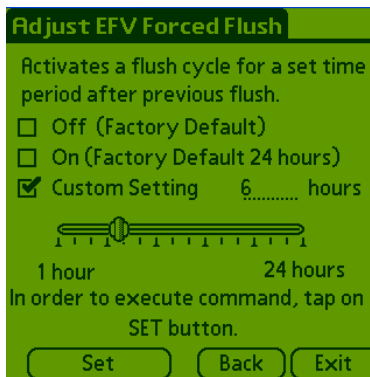 Adjust EFV Forced Flush
Activates a flush cycle for a set time
period after previous flush.
Off (Factory Default)
On (Factory Default 24 hours)
Custom Setting 6 hours
1 hour 24 hours
In order to execute command, tap on
SET button.
Set Back Exit